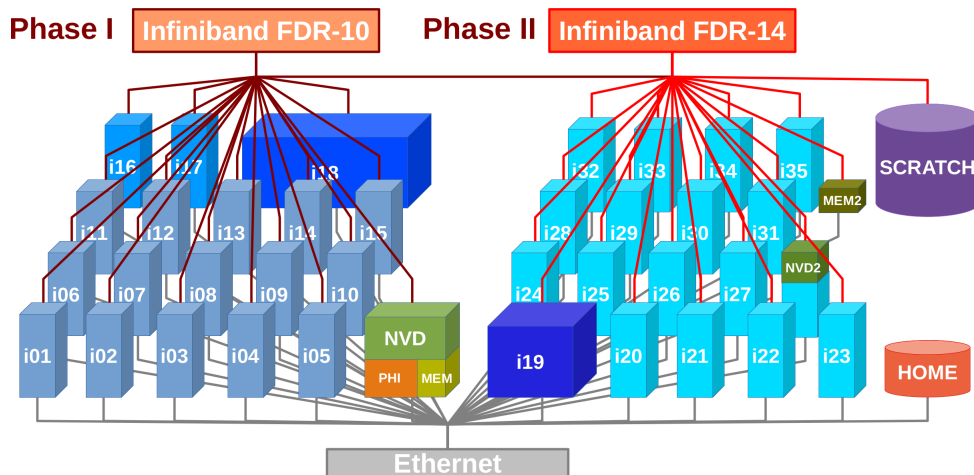 Phase I
Infiniband FDR-10
Phase II
Infiniband FDR-14
i16
i17
i18
i32
i33
i34
i35
SCRATCH
MEM2
i11
i12
i13
i14
i15
i28
i29
i30
i31
NVD2
i06
i07
i08
i09
i10
i24
i25
i26
i27
i01
i02
i03
i04
i05
NVD
PHI
MEM
i19
i20
i21
i22
i23
HOME
Ethernet